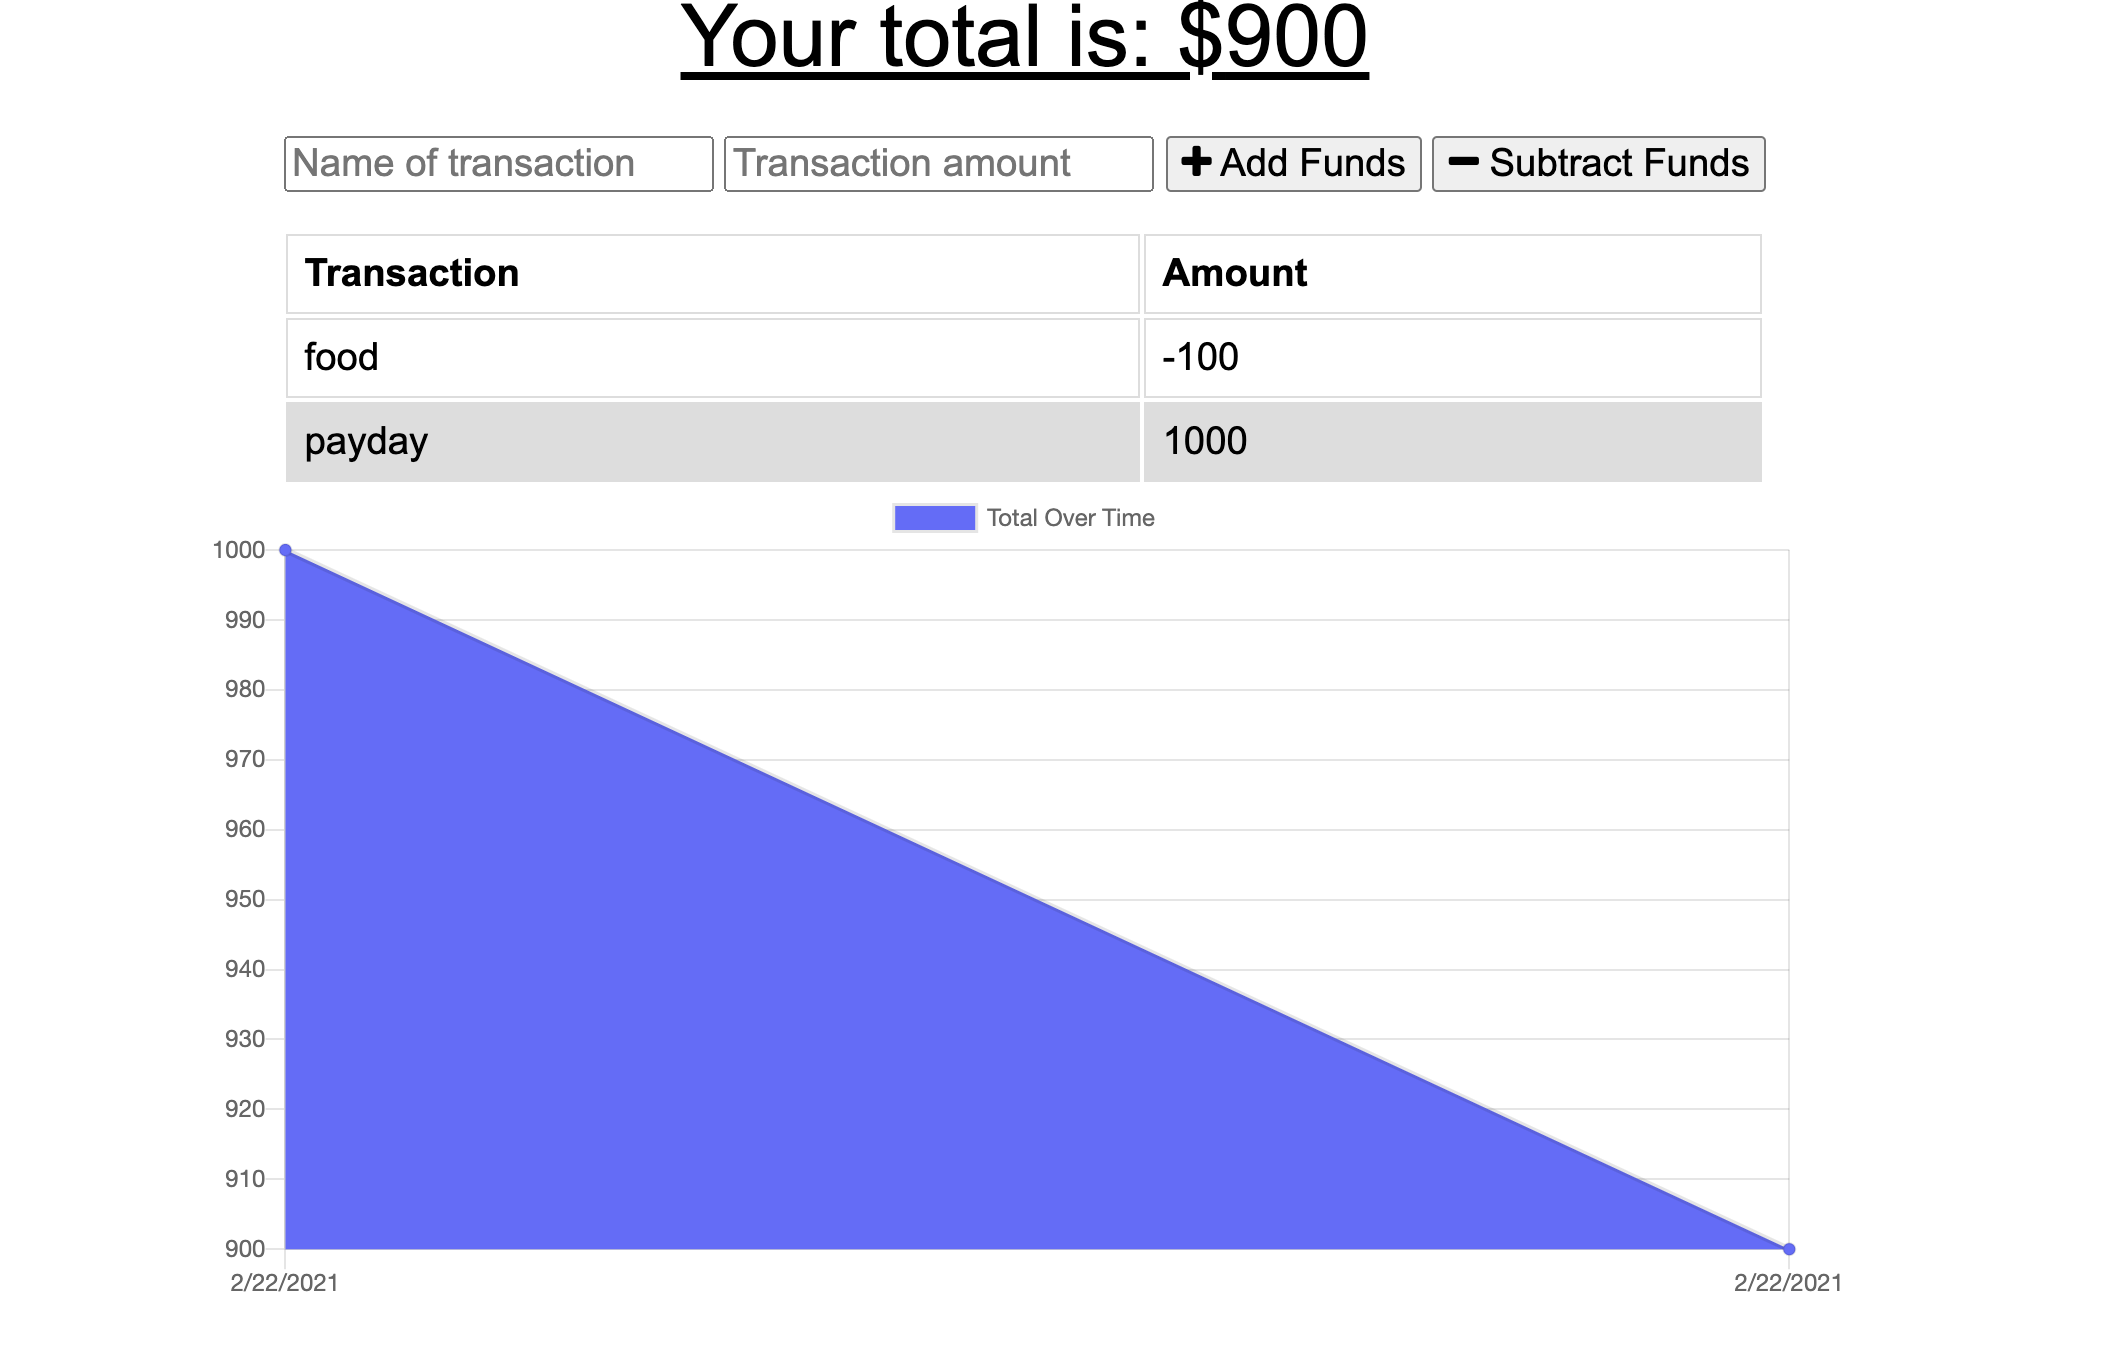 Your total is: $900
Name of transaction Transaction amount Add Funds Subtract Funds
Transaction Amount
food -100
payday 1000
Total Over Time
1000
990
980
970
960
950
940
930
920
910
900
2/22/2021 2/22/2021